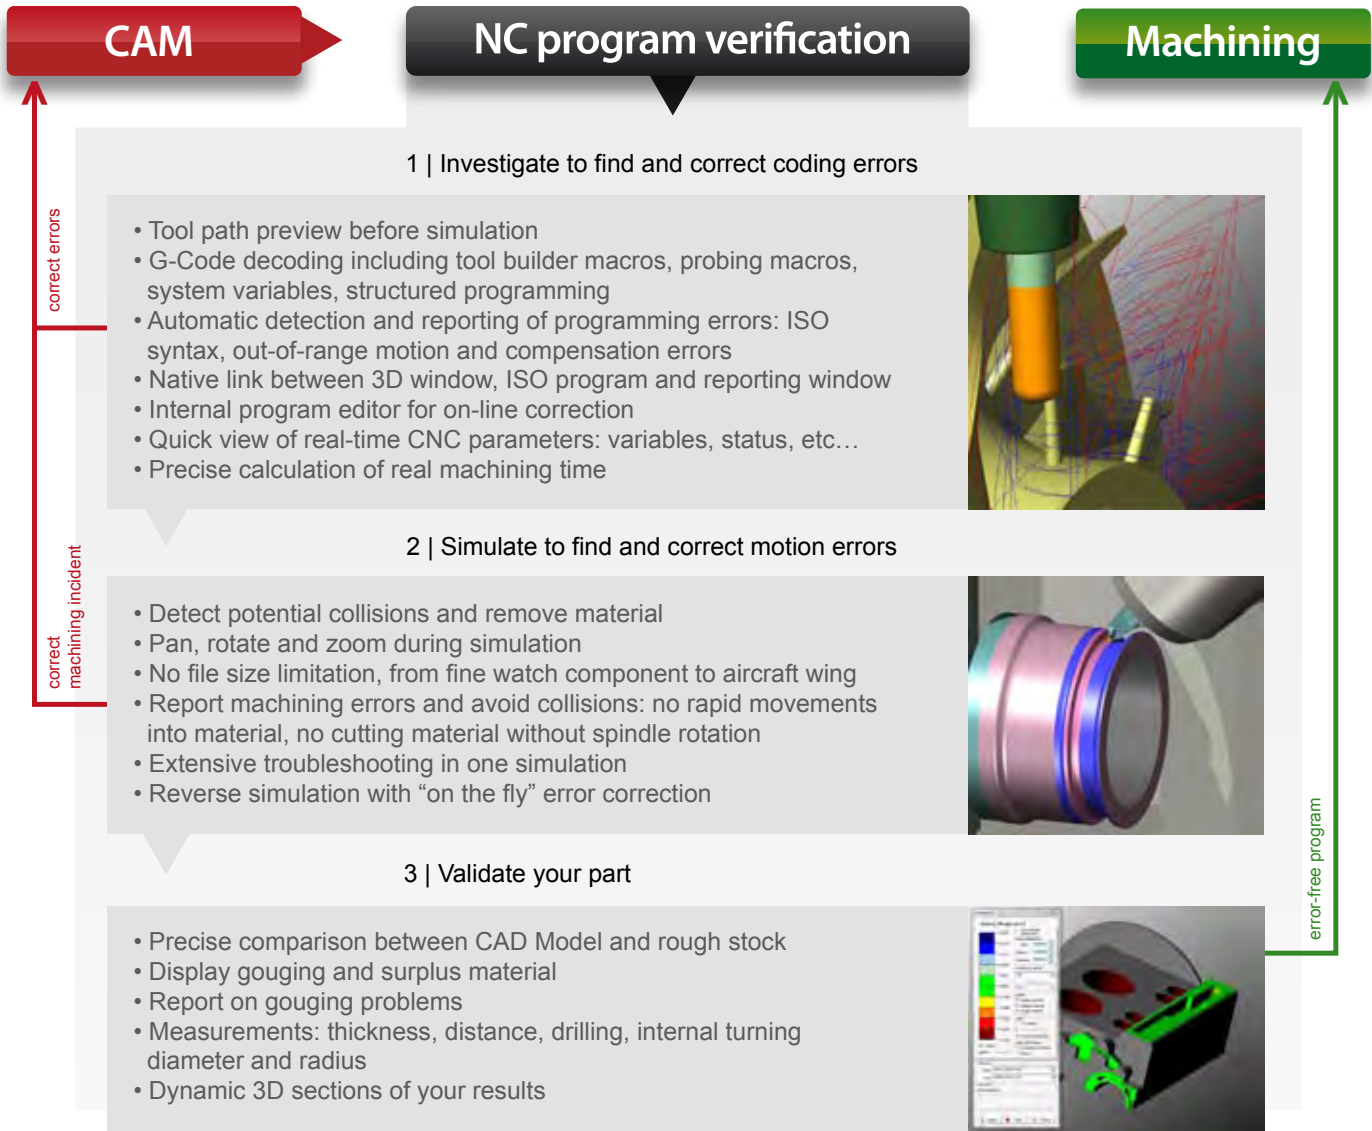 CAM
NC program verification
Machining
1 | Investigate to find and correct coding errors
correct errors
• Tool path preview before simulation
• G-Code decoding including tool builder macros, probing macros,
system variables, structured programming
• Automatic detection and reporting of programming errors: ISO
syntax, out-of-range motion and compensation errors
• Native link between 3D window, ISO program and reporting window
• Internal program editor for on-line correction
• Quick view of real-time CNC parameters: variables, status, etc…
• Precise calculation of real machining time
2 | Simulate to find and correct motion errors
correct
machining incident
• Detect potential collisions and remove material
• Pan, rotate and zoom during simulation
• No file size limitation, from fine watch component to aircraft wing
• Report machining errors and avoid collisions: no rapid movements
into material, no cutting material without spindle rotation
• Extensive troubleshooting in one simulation
• Reverse simulation with “on the fly” error correction
3 | Validate your part
error-free program
• Precise comparison between CAD Model and rough stock
• Display gouging and surplus material
• Report on gouging problems
• Measurements: thickness, distance, drilling, internal turning
diameter and radius
• Dynamic 3D sections of your results